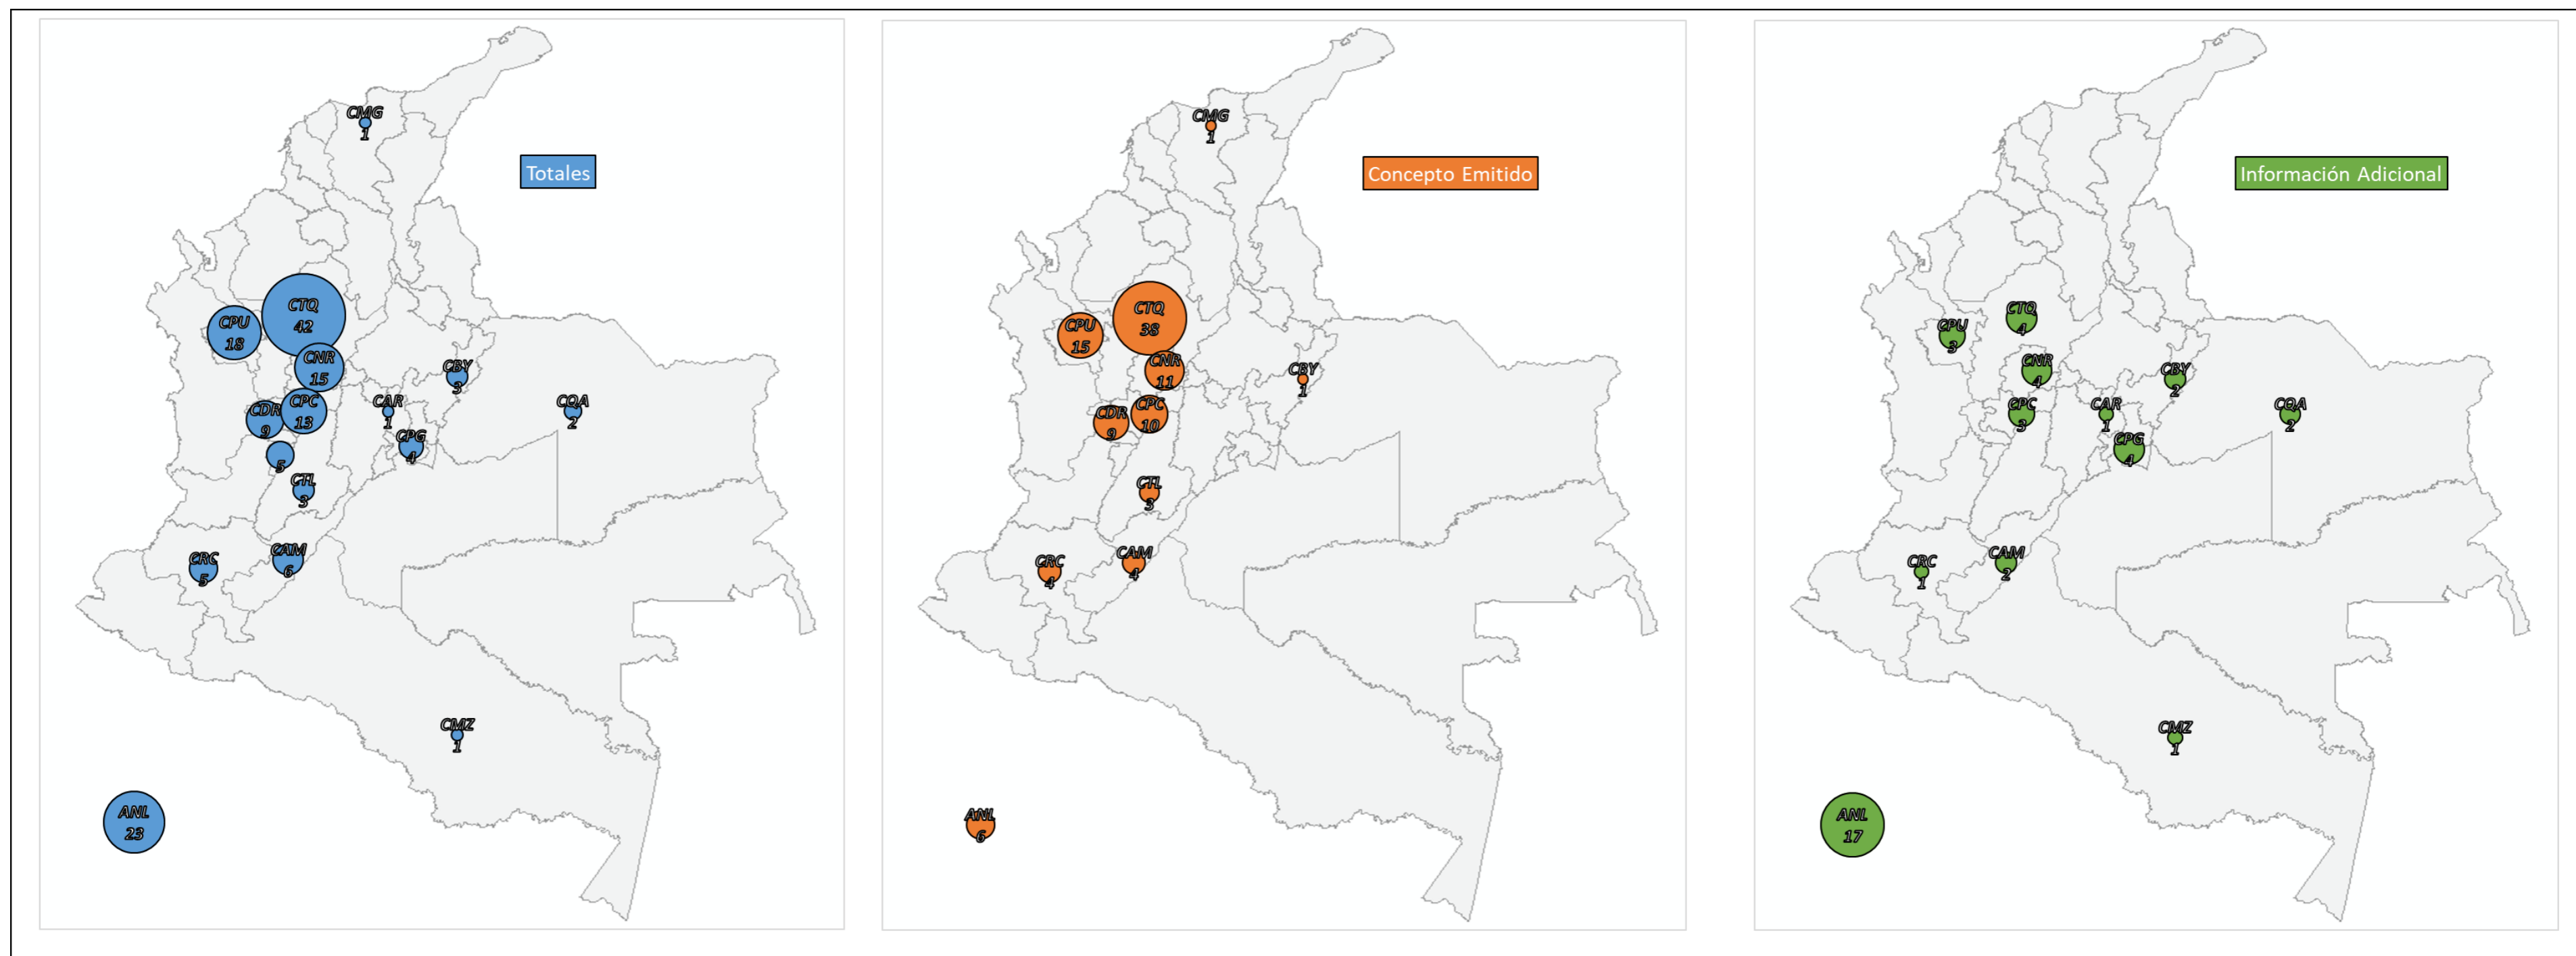 Totales
CMG
1
CTQ
42
CPU
18
CNR
15
CBY
3
CPC
13
CDR
9
CAR
1
CQA
2
CPG
4
5
CTL
3
CRC
5
CAM
6
CMZ
1
ANL
23
Concepto Emitido
CMG
1
CTQ
38
CPU
15
CNR
11
CBY
1
CPC
10
CDR
9
CTL
3
CRC
4
CAM
4
ANL
6
Información Adicional
CTQ
4
CPU
3
CNR
4
CBY
2
CPC
3
CAR
1
CQA
2
CPG
4
CRC
1
CAM
2
CMZ
1
ANL
17